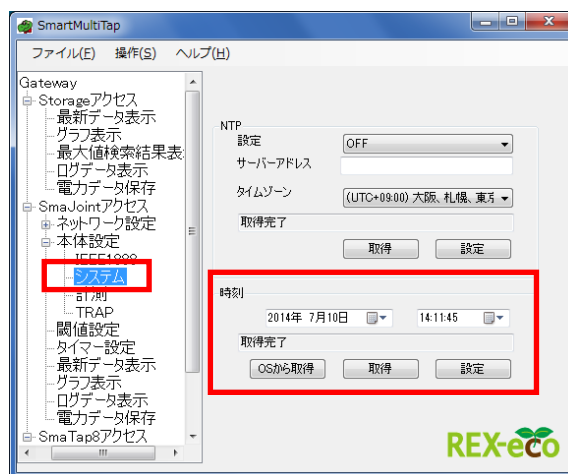 SmartMultiTap
ファイル(F) 操作(S) ヘルプ(H)
Gateway
Storageアクセス
最新データ表示
グラフ表示
最大値検索結果表
ログデータ表示
電力データ保存
SmaJointアクセス
ネットワーク設定
本体設定
IEEE1888
システム
計測
TRAP
閾値設定
タイマー設定
最新データ表示
グラフ表示
ログデータ表示
電力データ保存
SmaTap8アクセス
NTP
設定 OFF
サーバーアドレス
タイムゾーン (UTC+09:00) 大阪、札幌、東京
取得完了
取得 設定
時刻
2014年 7月10日 14:11:45
取得完了
OSから取得 取得 設定
REX-eco